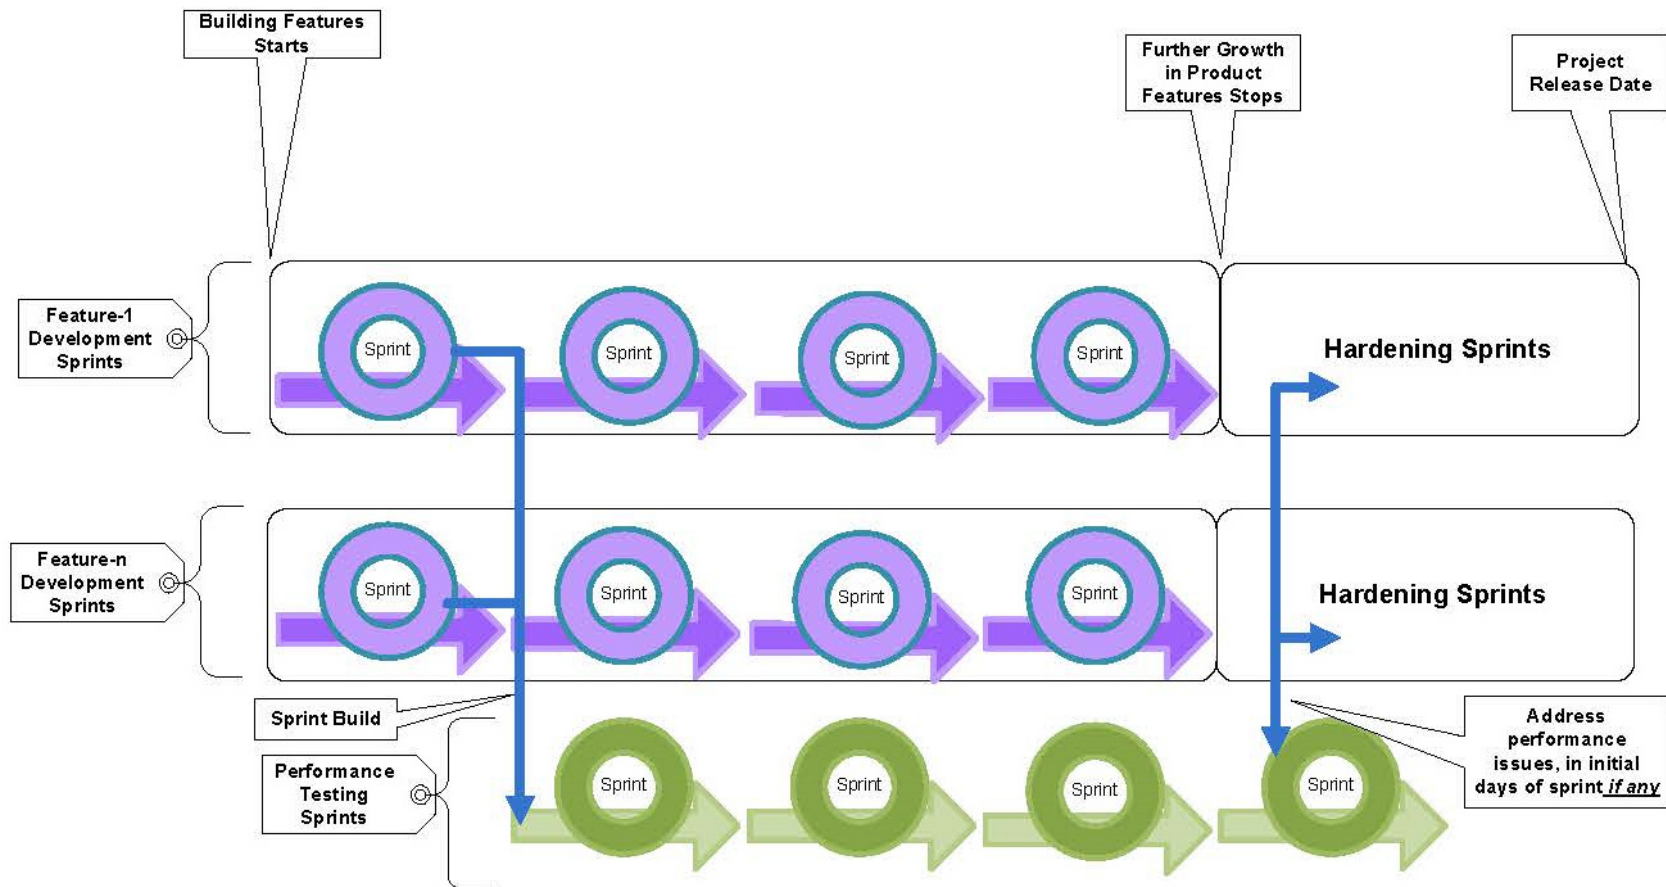 Building Features
Starts
Further Growth
in Product
Features Stops
Project
Release Date
Feature-1
Development
Sprints
Sprint
Sprint
Sprint
Sprint
Hardening Sprints
Feature-n
Development
Sprints
Sprint
Sprint
Sprint
Sprint
Hardening Sprints
Sprint Build
Performance
Testing
Sprints
Sprint
Sprint
Sprint
Sprint
Address
performance
issues, in initial
days of sprint if any